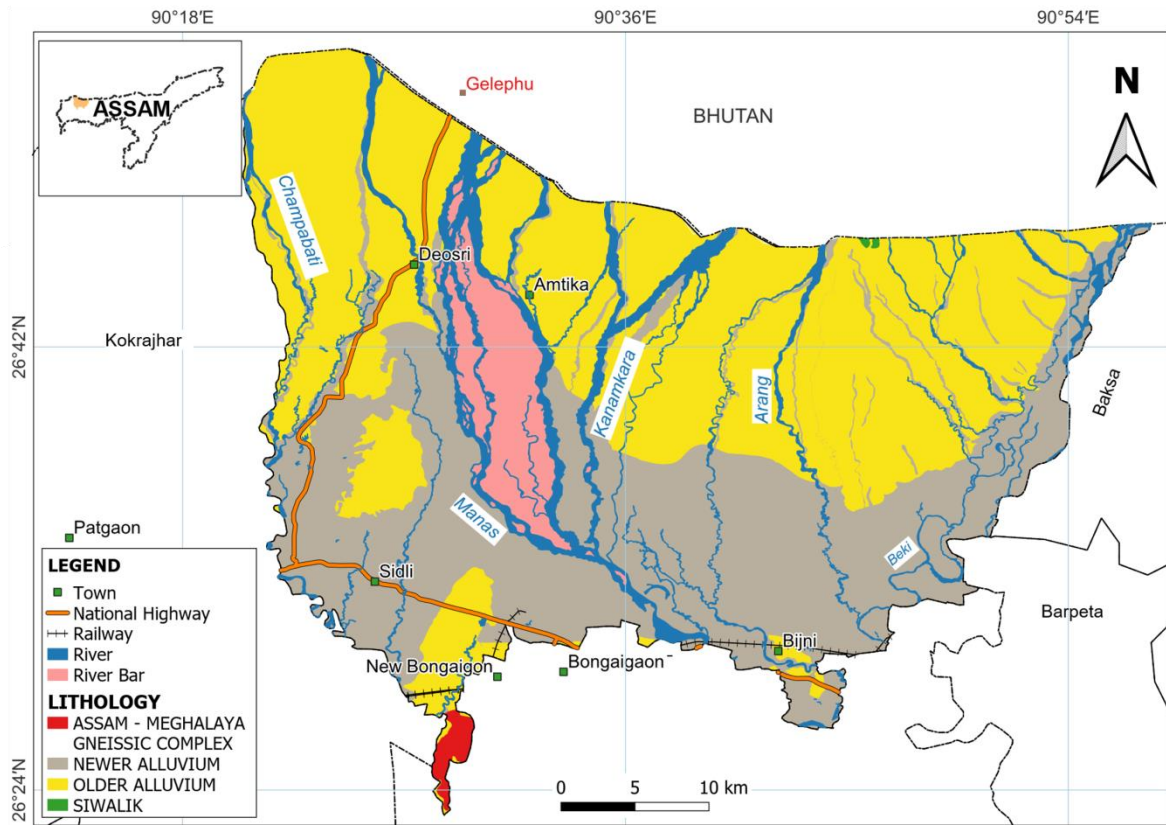 90°18′E
90°36′E
90°54′E
ASSAM
Gelephu
BHUTAN
N
Champabati
Deosri
Amtika
26°42′N
Kokrajhar
Kanamkara
Arang
Baksa
Manas
Patgaon
Beki
LEGEND
Town
National Highway
Railway
River
River Bar
LITHOLOGY
ASSAM - MEGHALAYA
GNEISSIC COMPLEX
NEWER ALLUVIUM
OLDER ALLUVIUM
SIWALIK
Sidli
Barpeta
Bijni
New Bongaigon
Bongaigaon
26°24′N
0 5 10 km